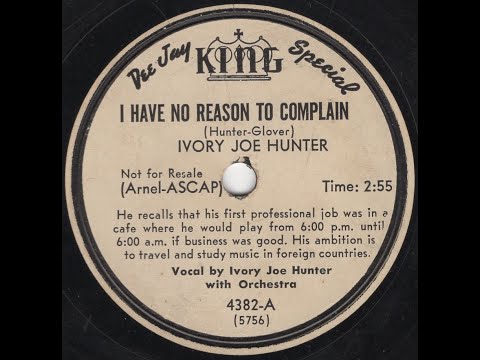 Dee Jay KING Special
I HAVE NO REASON TO COMPLAIN
(Hunter-Glover)
IVORY JOE HUNTER
Not for Resale
(Arnel-ASCAP)
Time: 2:55
He recalls that his first professional job was in a
cafe where he would play from 6:00 p.m. until
6:00 a.m. if business was good. His ambition is
to travel and study music in foreign countries.
Vocal by Ivory Joe Hunter
with Orchestra
4382-A
(5756)